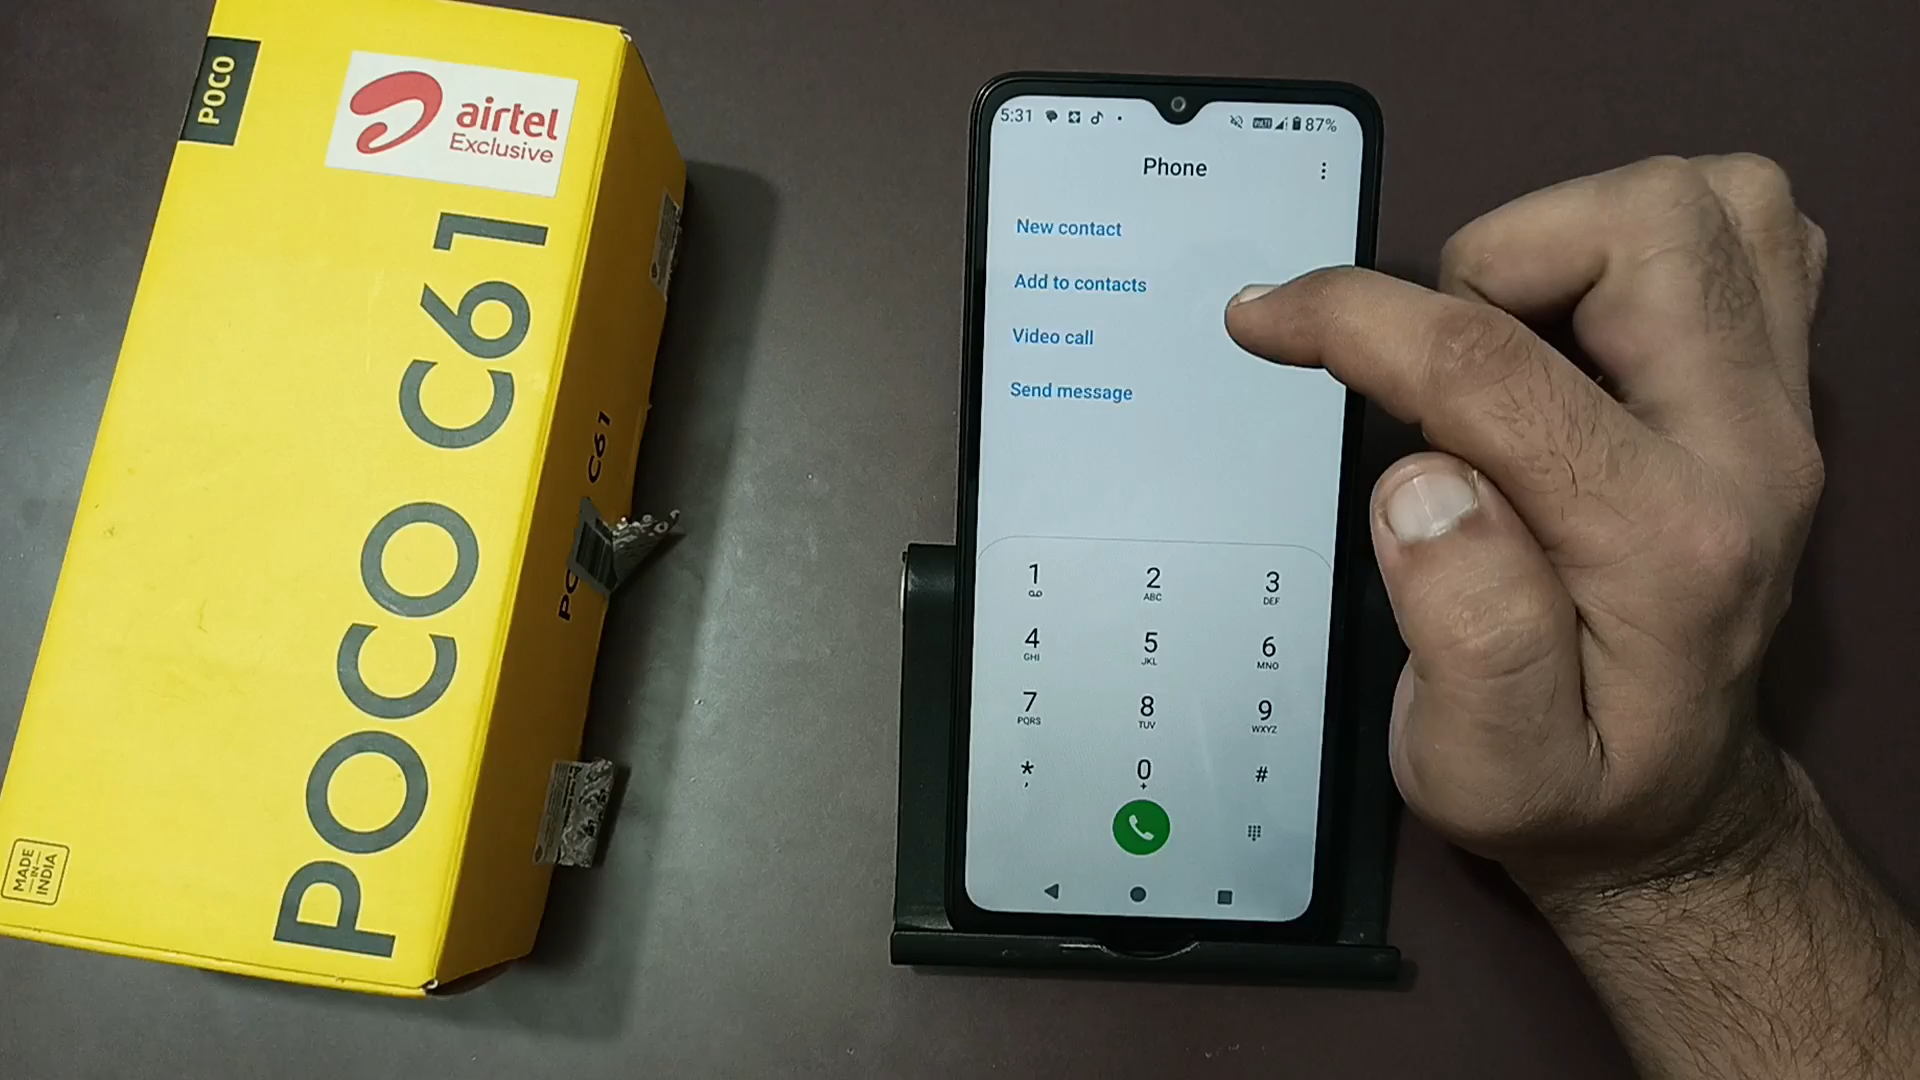 POCO
airtel
Exclusive
POCO C61
MADE
IN
INDIA
C61
5:31
87%
Phone
New contact
Add to contacts
Video call
Send message
1
2
ABC
3
DEF
4
GHI
5
JKL
6
MNO
7
PQRS
8
TUV
9
WXYZ
*
,
0
+
#